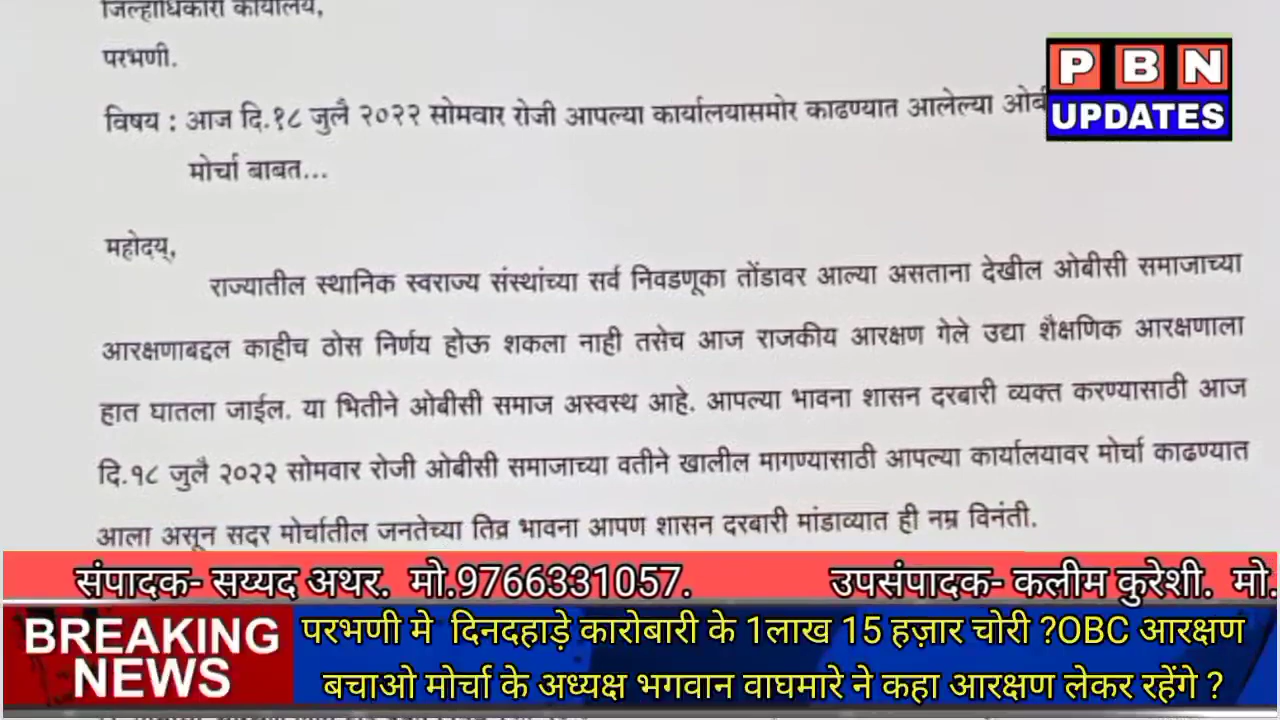 जिल्हाधिकारी कार्यालय,
परभणी.
PBN
UPDATES
विषय : आज दि.१८ जुलै २०२२ सोमवार रोजी आपल्या कार्यालयासमोर काढण्यात आलेल्या
मोर्चा बाबत...
महोदय्,
राज्यातील स्थानिक स्वराज्य संस्थांच्या सर्व निवडणूका तोंडावर आल्या असताना देखील ओबीसी समाजाच्या
आरक्षणाबद्दल काहीच ठोस निर्णय होऊ शकला नाही तसेच आज राजकीय आरक्षण गेले उद्या शैक्षणिक आरक्षणाला
हात घातला जाईल. या भितीने ओबीसी समाज अस्वस्थ आहे. आपल्या भावना शासन दरबारी व्यक्त करण्यासाठी आज
दि.१८ जुलै २०२२ सोमवार रोजी ओबीसी समाजाच्या वतीने खालील मागण्यासाठी आपल्या कार्यालयावर मोर्चा काढण्यात
आला असून सदर मोर्चातील जनतेच्या तिव्र भावना आपण शासन दरबारी मांडाव्यात ही नम्र विनंती.
संपादक- सय्यद अथर. मो.9766331057. उपसंपादक- कलीम कुरेशी. मो.
BREAKING
NEWS
परभणी मे दिनदहाड़े कारोबारी के 1लाख 15 हज़ार चोरी ?OBC आरक्षण
बचाओ मोर्चा के अध्यक्ष भगवान वाघमारे ने कहा आरक्षण लेकर रहेंगे ?